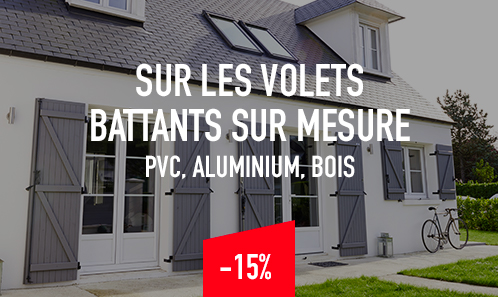 SUR LES VOLETS
BATTANTS SUR MESURE
PVC, ALUMINIUM, BOIS
-15%